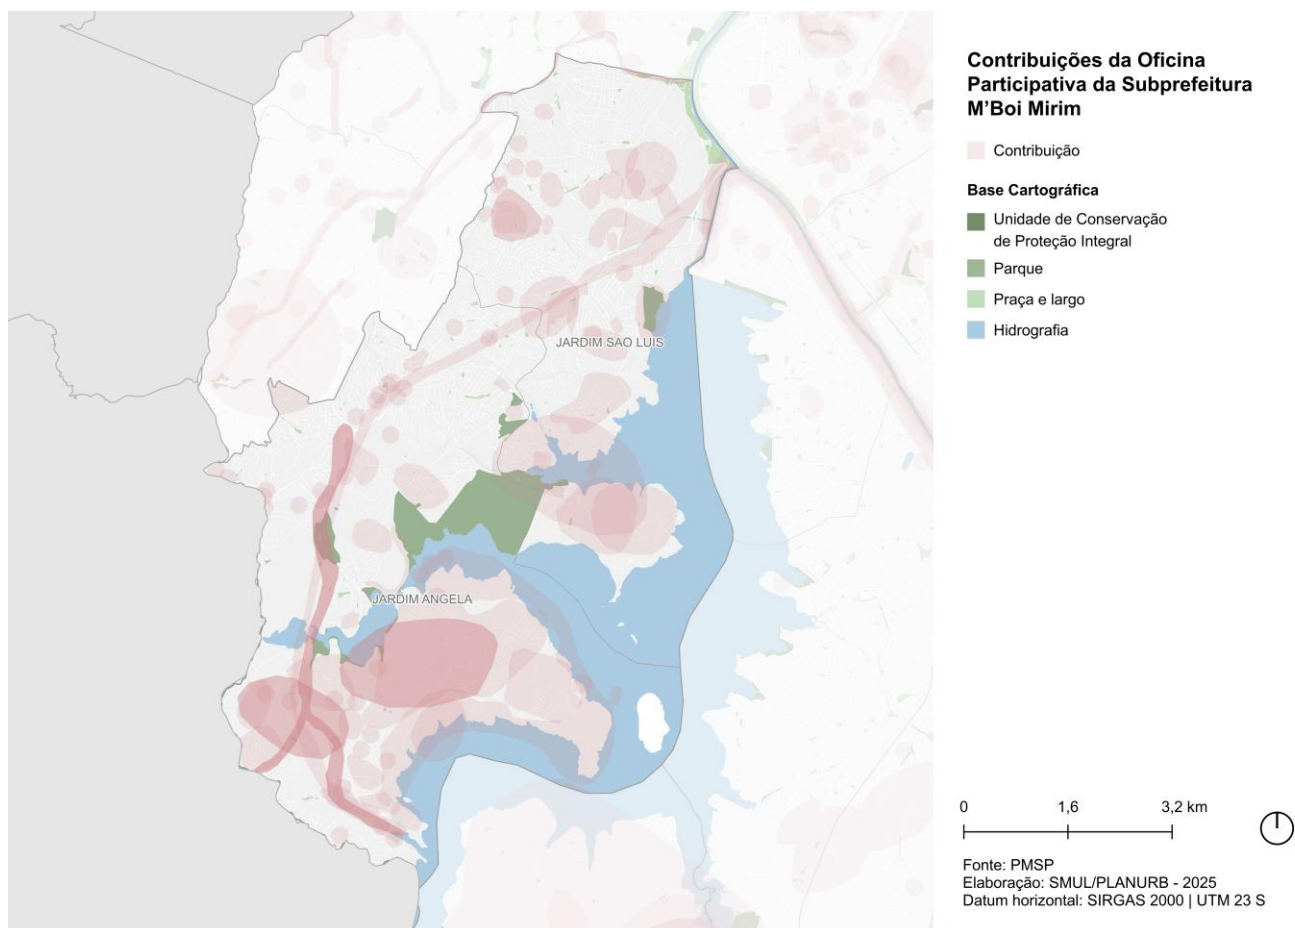 Contribuições da Oficina
Participativa da Subprefeitura
M'Boi Mirim
Contribuição
Base Cartográfica
Unidade de Conservação
de Proteção Integral
Parque
Praça e largo
Hidrografia
JARDIM SAO LUIS
JARDIM ANGELA
0 1,6 3,2 km
Fonte: PMSP
Elaboração: SMUL/PLANURB - 2025
Datum horizontal: SIRGAS 2000 | UTM 23 S